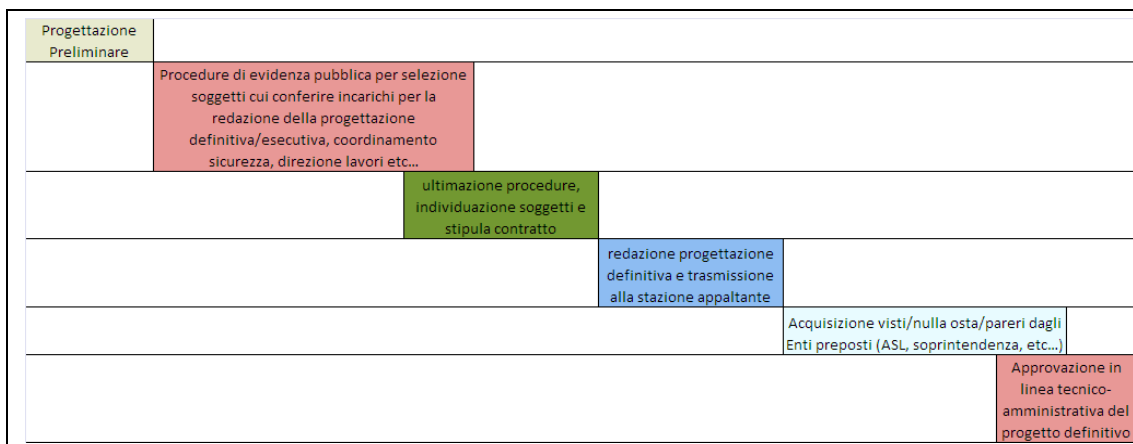 Progettazione
Preliminare
Procedure di evidenza pubblica per selezione
soggetti cui conferire incarichi per la
redazione della progettazione
definitiva/esecutiva, coordinamento
sicurezza, direzione lavori etc...
ultimazione procedure,
individuazione soggetti e
stipula contratto
redazione progettazione
definitiva e trasmissione
alla stazione appaltante
Acquisizione visti/nulla osta/pareri dagli
Enti preposti (ASL, soprintendenza, etc...)
Approvazione in
linea tecnico-
amministrativa del
progetto definitivo